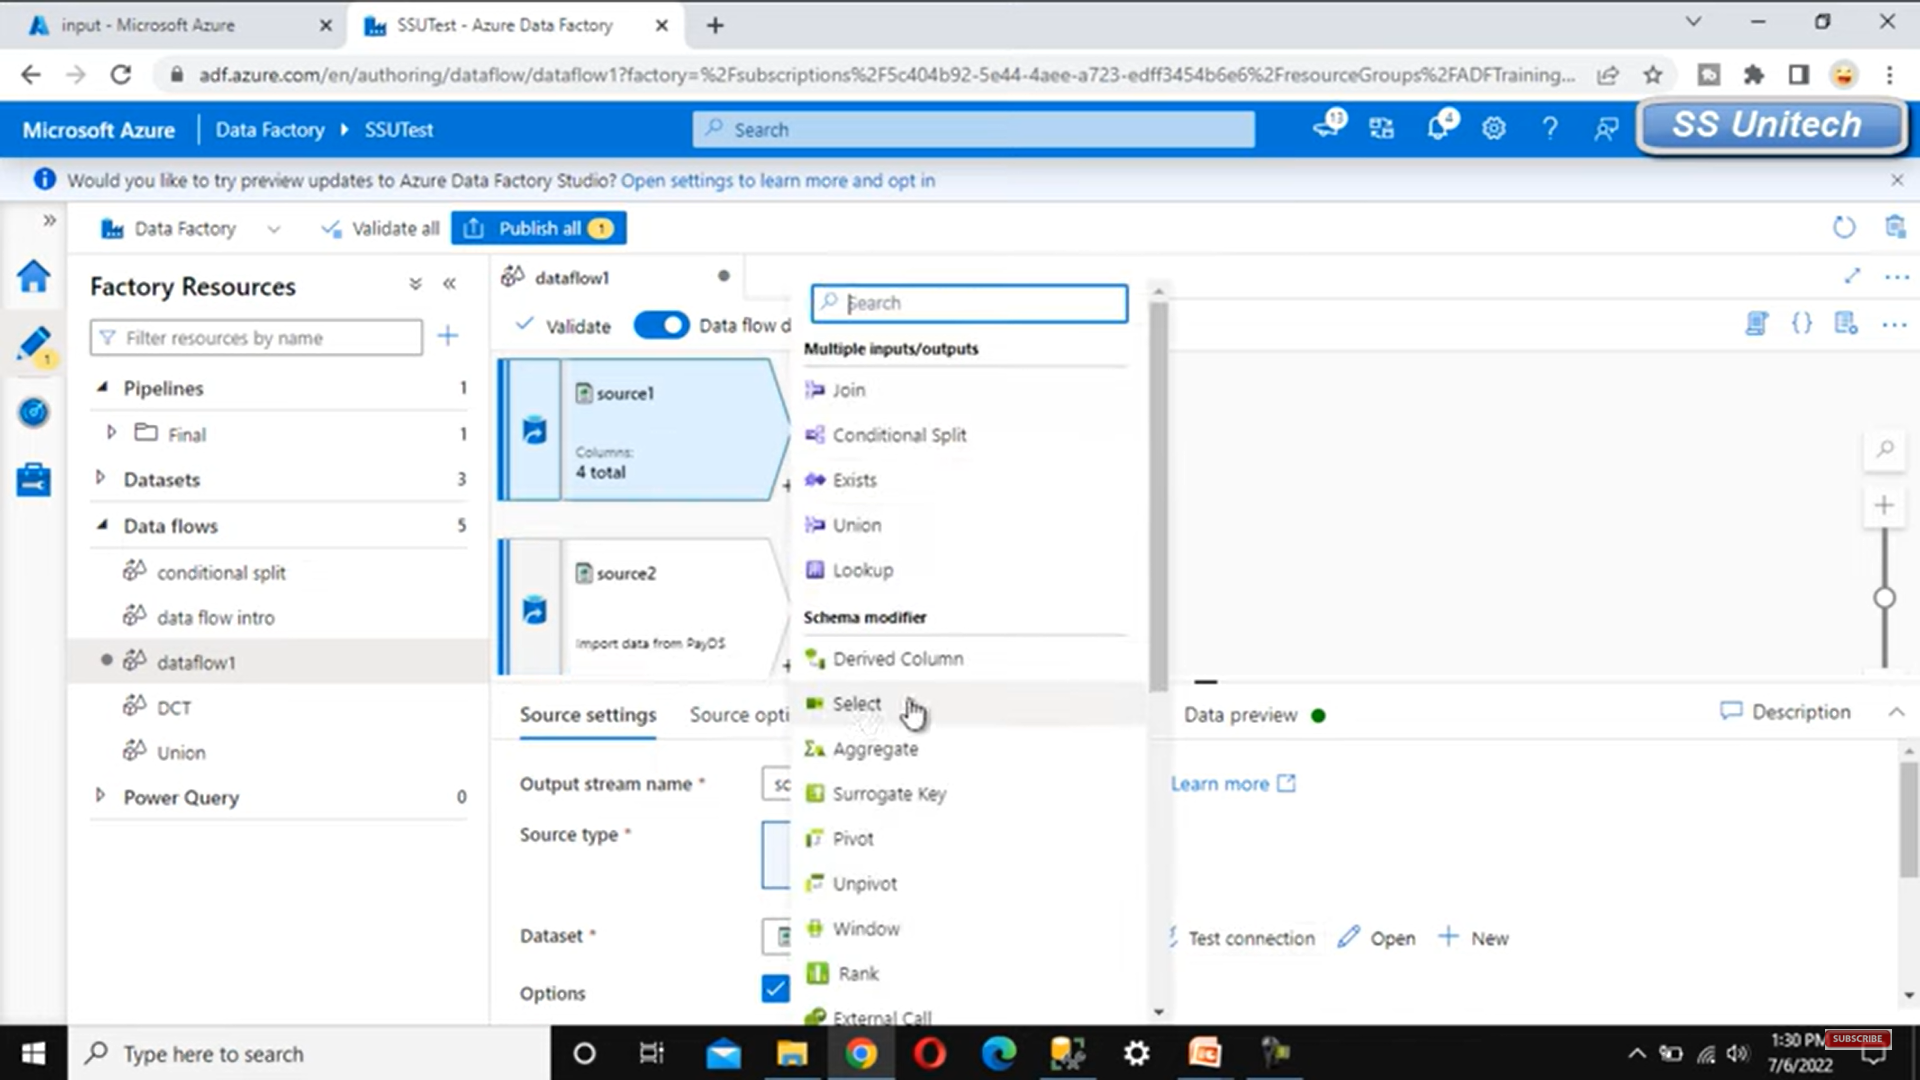 input - Microsoft Azure
SSUTest - Azure Data Factory
adf.azure.com/en/authoring/dataflow/dataflow1?factory=%2Fsubscriptions%2F5c404b92-5e44-4aee-a723-edff3454b6e6%2FresourceGroups%2FADFTraining...
Microsoft Azure
Data Factory
SSUTest
Search
13
4
SS Unitech
Would you like to try preview updates to Azure Data Factory Studio? Open settings to learn more and opt in
Data Factory
Validate all
Publish all 1
Factory Resources
Filter resources by name
1
Pipelines 1
Final 1
Datasets 3
Data flows 5
conditional split
data flow intro
dataflow1
DCT
Union
Power Query 0
dataflow1
Validate
Data flow d
source1
Columns:
4 total
source2
Import data from PayDS
Search
Multiple inputs/outputs
Join
Conditional Split
Exists
Union
Lookup
Schema modifier
Derived Column
Select
Aggregate
Surrogate Key
Pivot
Unpivot
Window
Rank
External Call
Source settings
Source opti
Data preview
Description
Output stream name *
so
Learn more
Source type *
Dataset *
Test connection
Open
New
Options
Type here to search
1:30 PM
7/6/2022
SUBSCRIBE